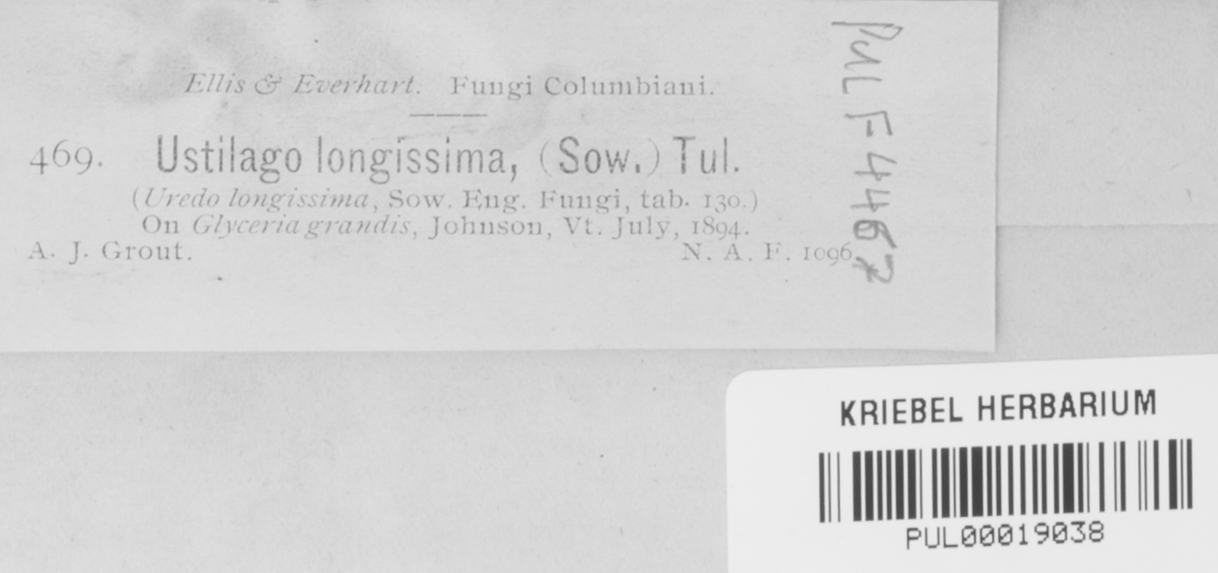 Ellis & Everhart. Fungi Columbiani.
469. Ustilago longissima, (Sow.) Tul.
(Uredo longissima, Sow. Eng. Fungi, tab. 130.)
On Glyceria grandis, Johnson, Vt. July, 1894.
A. J. Grout. N. A. F. 1096.
PUL F 4467
KRIEBEL HERBARIUM
PUL00019038